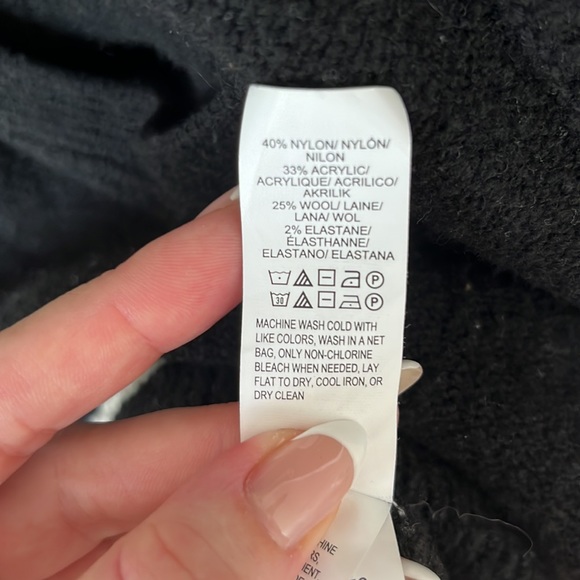 40% NYLON/ NYLÓN/
NILON
33% ACRYLIC/
ACRYLIQUE/ ACRILICO/
AKRILIK
25% WOOL/ LAINE/
LANA/ WOL
2% ELASTANE/
ÉLASTHANNE/
ELASTANO/ ELASTANA
P
30 P
MACHINE WASH COLD WITH
LIKE COLORS, WASH IN A NET
BAG, ONLY NON-CHLORINE
BLEACH WHEN NEEDED, LAY
FLAT TO DRY, COOL IRON, OR
DRY CLEAN